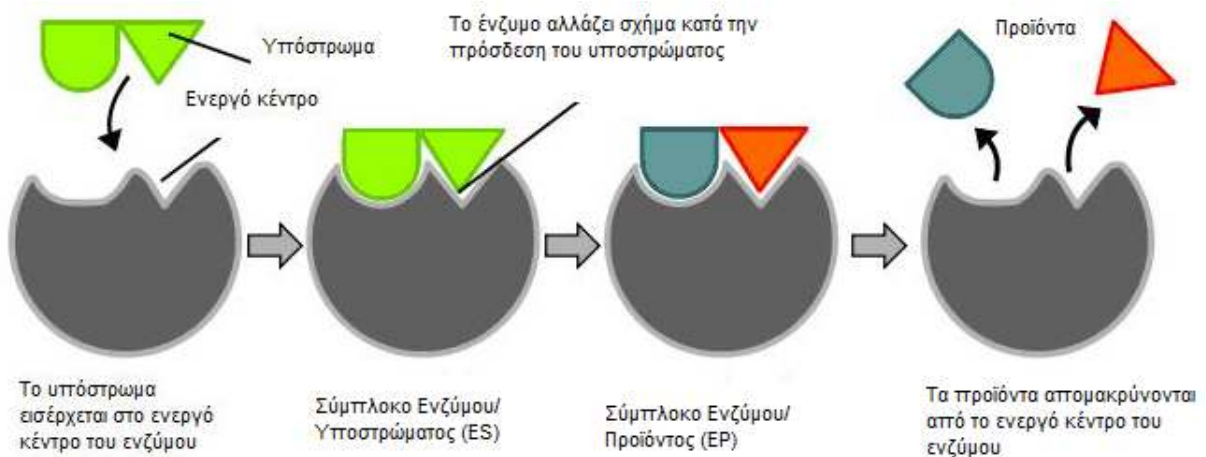 Υπόστρωμα
Ενεργό κέντρο
Το ένζυμο αλλάζει σχήμα κατά την
πρόσδεση του υποστρώματος
Προϊόντα
Το υπόστρωμα
εισέρχεται στο ενεργό
κέντρο του ενζύμου
Σύμπλοκο Ενζύμου/
Υποστρώματος (ES)
Σύμπλοκο Ενζύμου/
Προϊόντος (EP)
Τα προϊόντα απομακρύνονται
από το ενεργό κέντρο του
ενζύμου